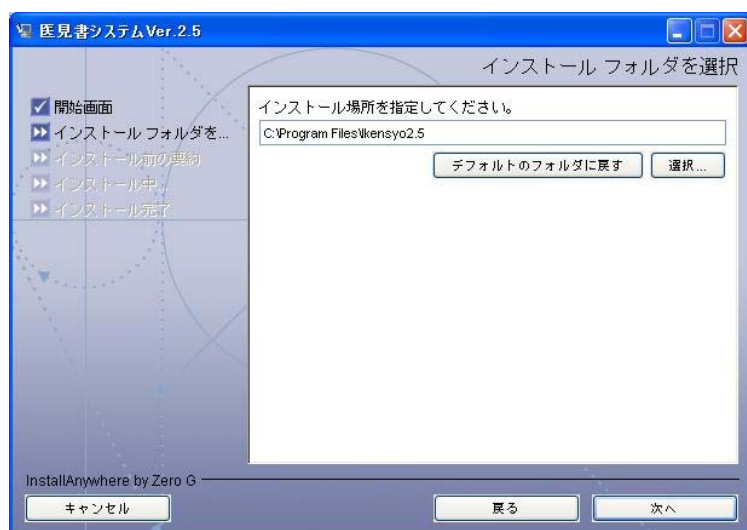 医見書システムVer.2.5
インストール フォルダを選択
開始画面
インストール フォルダを...
インストール前の要約
インストール中...
インストール完了
インストール場所を指定してください。
C:\Program Files\Ikensyo2.5
デフォルトのフォルダに戻す
選択...
InstallAnywhere by Zero G
キャンセル
戻る
次へ